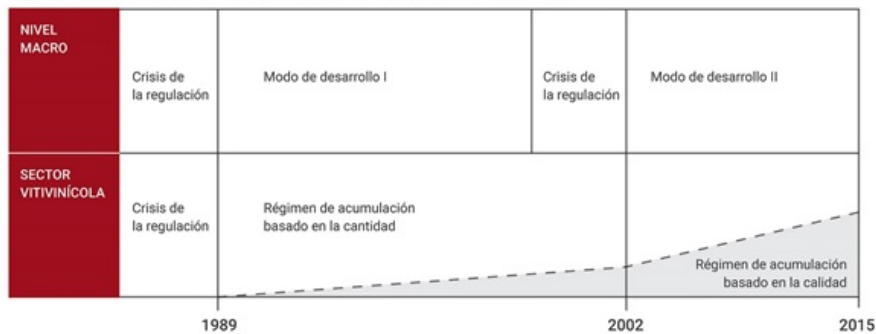 NIVEL
MACRO
Crisis de
la regulación
Modo de desarrollo I
Crisis de
la regulación
Modo de desarrollo II
SECTOR
VITIVINÍCOLA
Crisis de
la regulación
Régimen de acumulación
basado en la cantidad
Régimen de acumulación
basado en la calidad
1989
2002
2015